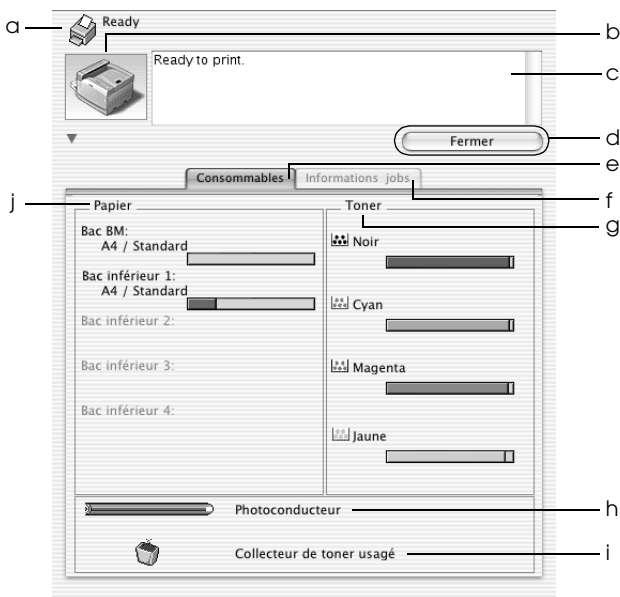 a
Ready
b
Ready to print.
c
Fermer
d
e
Consommables
Informations jobs
f
j
Papier
Toner
g
Bac BM:
A4 / Standard
Bac inférieur 1:
A4 / Standard
Bac inférieur 2:
Bac inférieur 3:
Bac inférieur 4:
Noir
Cyan
Magenta
Jaune
Photoconducteur
h
Collecteur de toner usagé
i